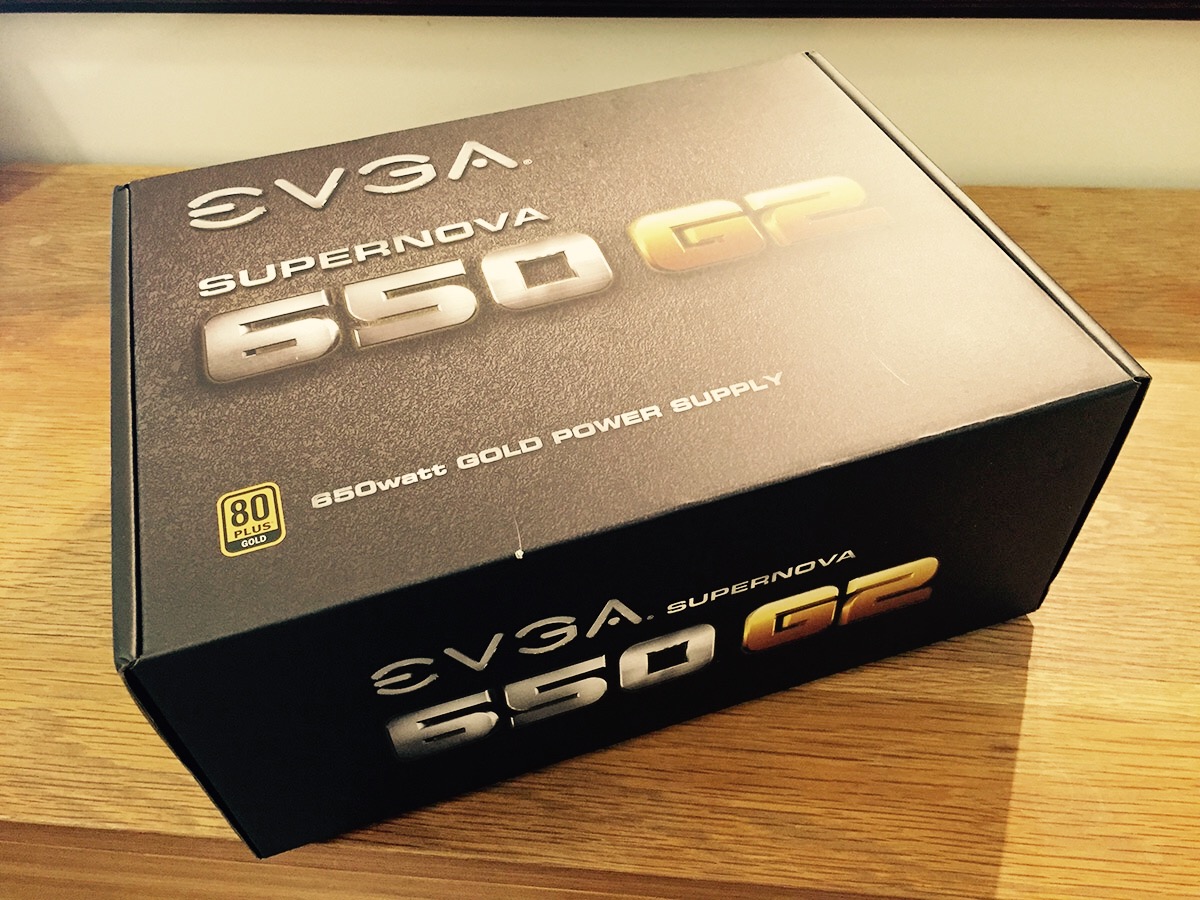 EVGA
SUPERNOVA
650 G2
650watt GOLD POWER SUPPLY
80
PLUS
GOLD
EVGA. SUPERNOVA
650 G2